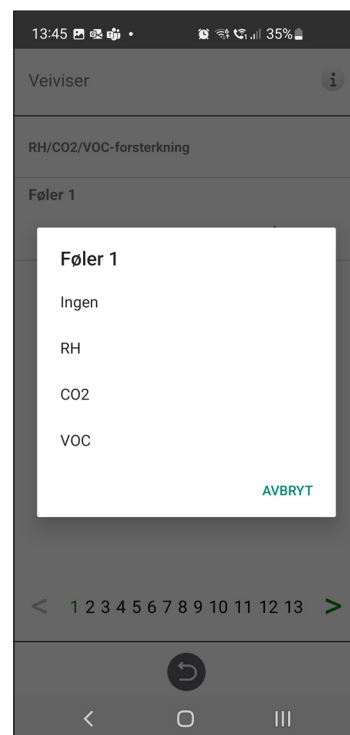 13:45 35%
Veiviser i
RH/CO2/VOC-forsterkning
Føler 1
Føler 1
Ingen
RH
CO2
VOC
AVBRYT
< 1 2 3 4 5 6 7 8 9 10 11 12 13 >